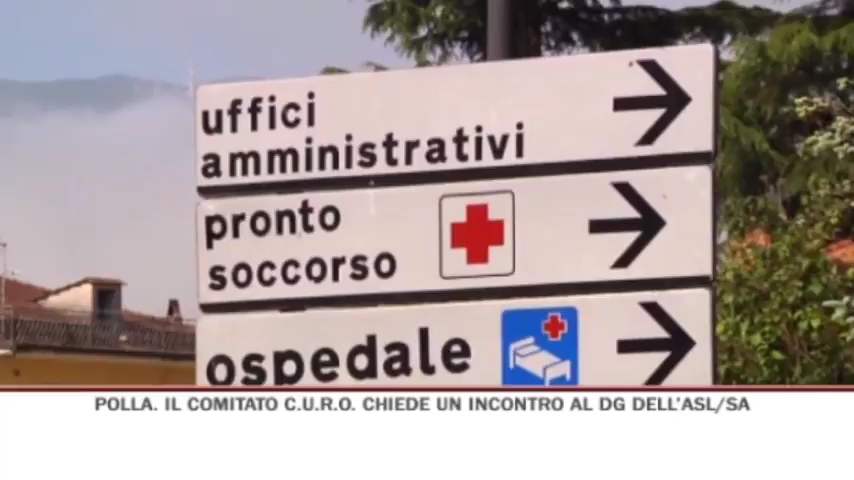 uffici
amministrativi
pronto
soccorso
ospedale
POLLA. IL COMITATO C.U.R.O. CHIEDE UN INCONTRO AL DG DELL'ASL/SA